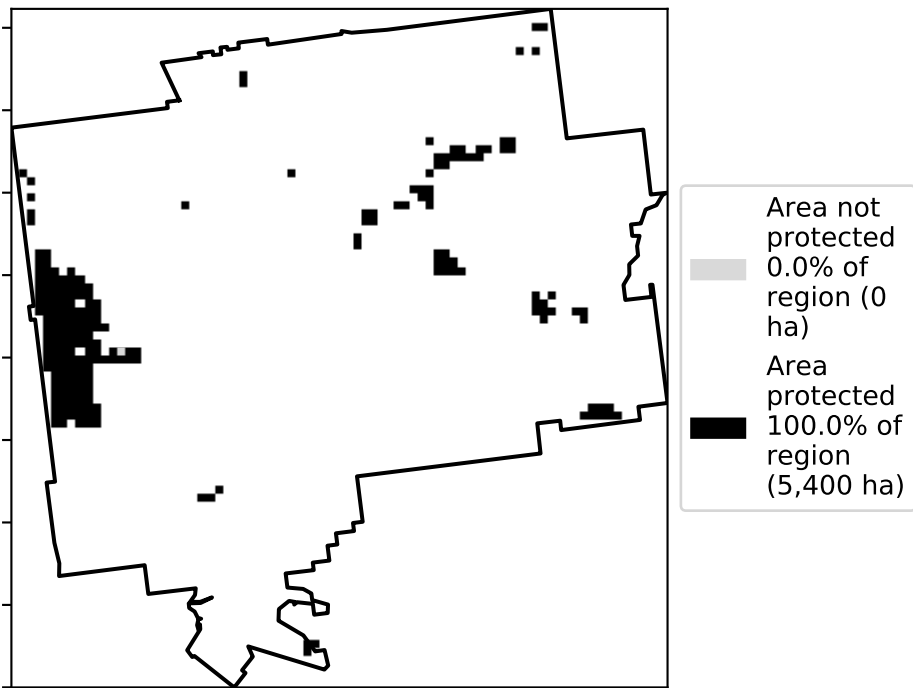 Area not
protected
0.0% of
region (0
ha)
Area
protected
100.0% of
region
(5,400 ha)